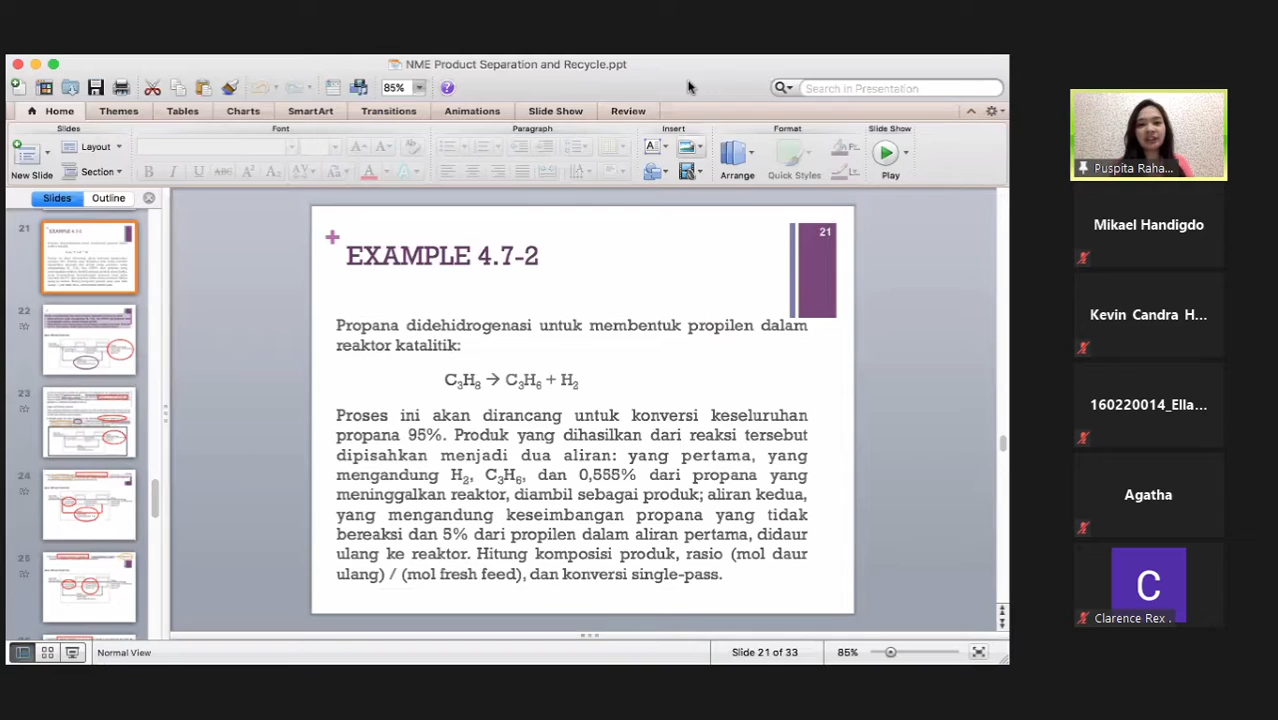 NME Product Separation and Recycle.ppt
85%
Search in Presentation
Home Themes Tables Charts SmartArt Transitions Animations Slide Show Review
Slides Font Paragraph Insert Format Slide Show
New Slide Layout Section Arrange Quick Styles Play
Slides Outline
21
22
23
24
25
EXAMPLE 4.7-2
21
Propana didehidrogenasi untuk membentuk propilen dalam
reaktor katalitik:
C₃H₈ → C₃H₆ + H₂
Proses ini akan dirancang untuk konversi keseluruhan
propana 95%. Produk yang dihasilkan dari reaksi tersebut
dipisahkan menjadi dua aliran: yang pertama, yang
mengandung H₂, C₃H₆, dan 0,555% dari propana yang
meninggalkan reaktor, diambil sebagai produk; aliran kedua,
yang mengandung keseimbangan propana yang tidak
bereaksi dan 5% dari propilen dalam aliran pertama, didaur
ulang ke reaktor. Hitung komposisi produk, rasio (mol daur
ulang) / (mol fresh feed), dan konversi single-pass.
Normal View
Slide 21 of 33
85%
Puspita Raha...
Mikael Handigdo
Kevin Candra H...
160220014_Ella...
Agatha
C
Clarence Rex .